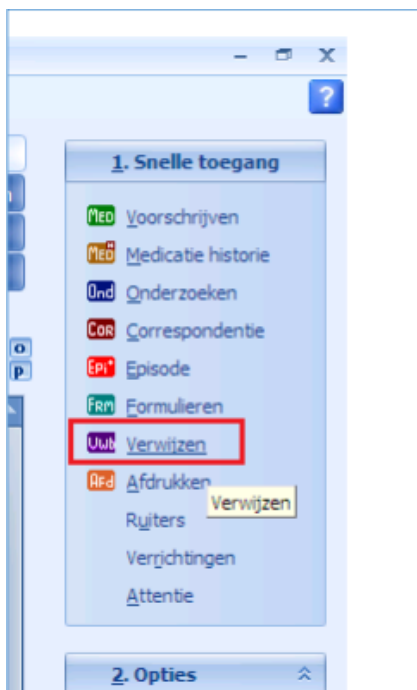 ?
1. Snelle toegang
MED Voorschrijven
MED H Medicatie historie
Ond Onderzoeken
COR Correspondentie
EPi* Episode
FRM Formulieren
Vwb Verwijzen
AFd Afdrukken
Verwijzen
Ruiters
Verrichtingen
Attentie
2. Opties
O
P